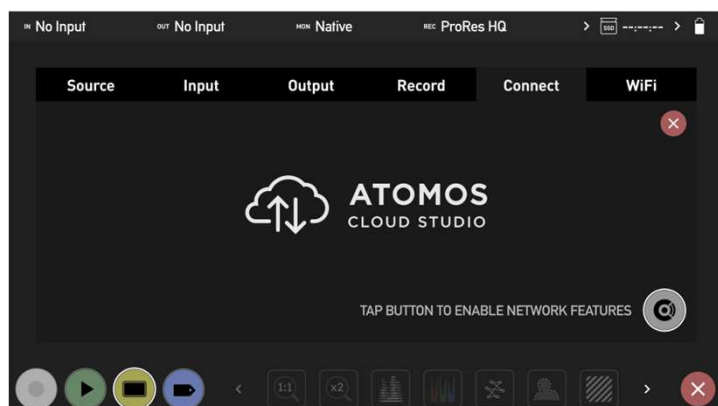 IN No Input OUT No Input MON Native REC ProRes HQ > SSD --:--:-- >
Source Input Output Record Connect WiFi
ATOMOS
CLOUD STUDIO
TAP BUTTON TO ENABLE NETWORK FEATURES
1:1 x2